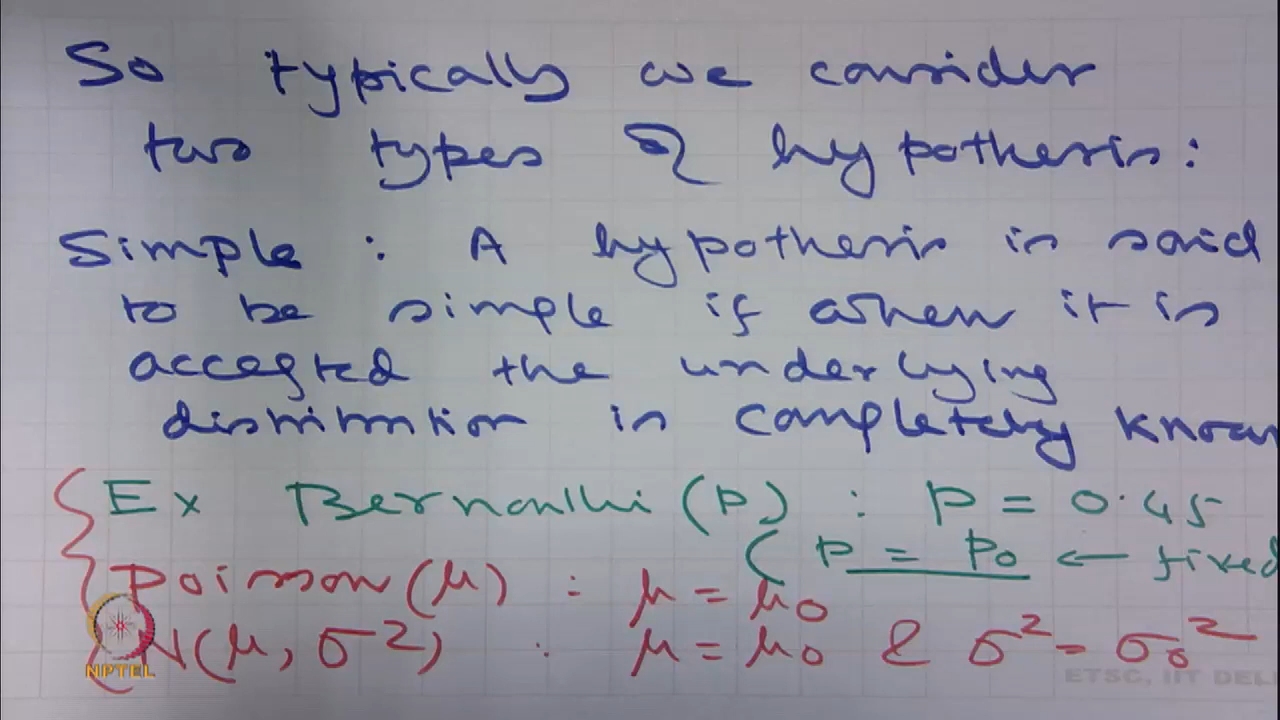 So typically we consider
two types of hypothesis:
Simple: A hypothesis is said
to be simple if when it is
accepted the underlying
distribution is completely known
Ex Bernoulli (p) : p = 0.45
( p = p₀ ← fixed
Poisson (μ) : μ = μ₀
N(μ, σ²) : μ = μ₀ & σ² = σ₀²
NPTEL
ETSC, IIT DEL